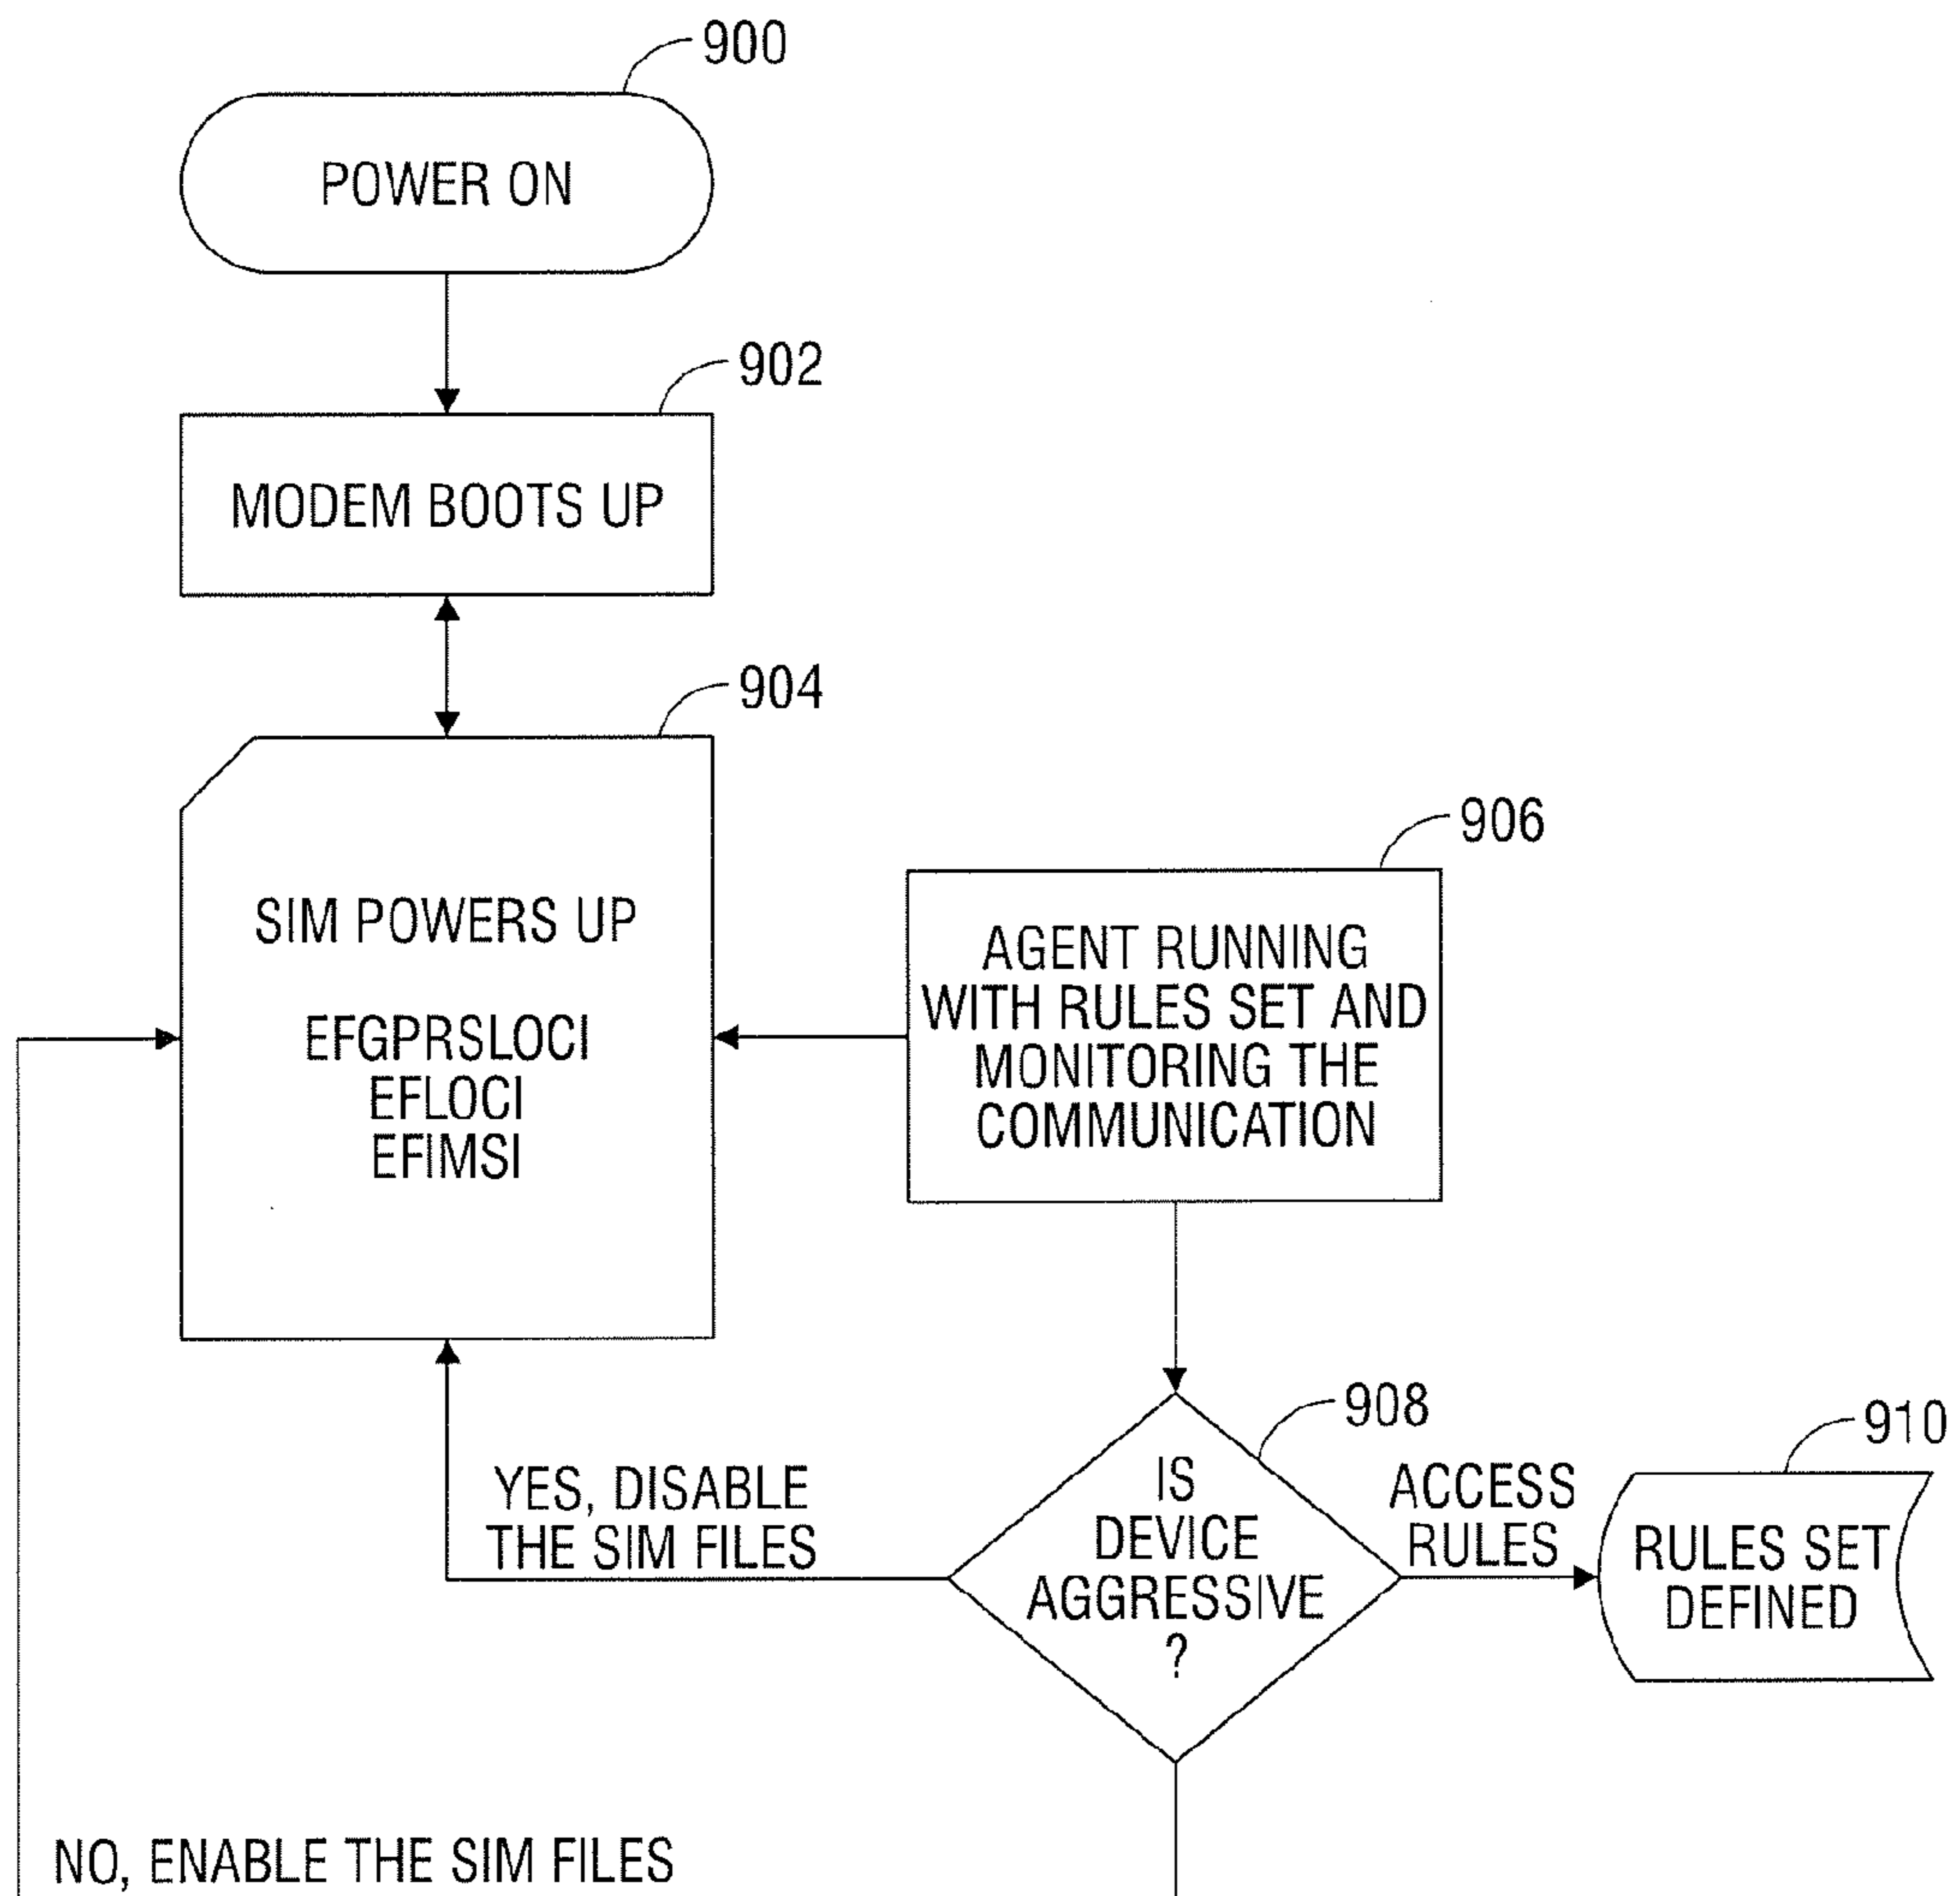 900
POWER ON
902
MODEM BOOTS UP
904
SIM POWERS UP
EFGPRSLOCI
EFLOCI
EFIMSI
906
AGENT RUNNING
WITH RULES SET AND
MONITORING THE
COMMUNICATION
908
IS
DEVICE
AGGRESSIVE
?
YES, DISABLE
THE SIM FILES
ACCESS
RULES
910
RULES SET
DEFINED
NO, ENABLE THE SIM FILES